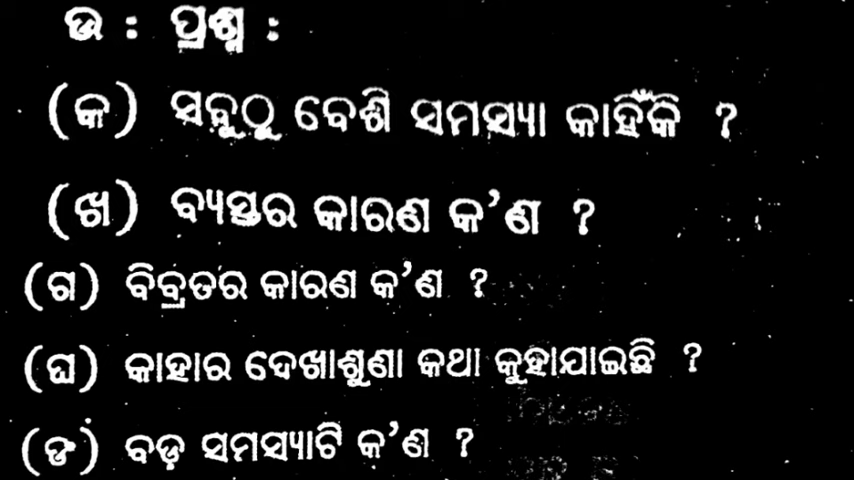 ଉ : ପ୍ରଶ୍ନ :
(କ) ସବୁଠୁ ବେଶି ସମସ୍ୟା କାହିଁକି ?
(ଖ) ବ୍ୟସ୍ତର କାରଣ କ'ଣ ?
(ଗ) ବିବ୍ରତର କାରଣ କ'ଣ ?
(ଘ) କାହାର ଦେଖାଶୁଣା କଥା କୁହାଯାଇଛି ?
(ଙ) ବଡ଼ ସମସ୍ୟାଟି କ'ଣ ?